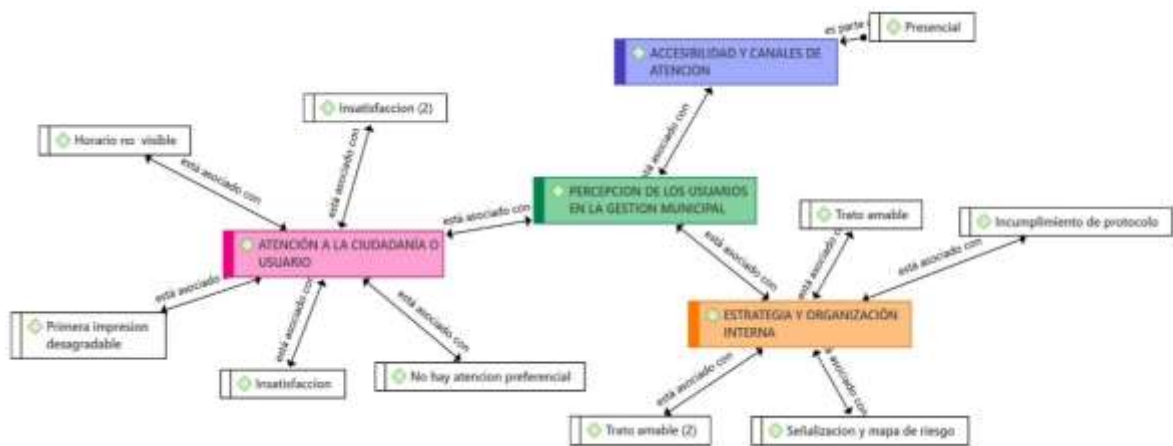 es parte
Presencial
ACCESIBILIDAD Y CANALES DE
ATENCION
Insatisfaccion (2)
Horario no visible
está asociado con
está asociado con
está asociado con
PERCEPCION DE LOS USUARIOS
EN LA GESTION MUNICIPAL
Trato amable
Incumplimiento de protocolo
está asociado con
ATENCIÓN A LA CIUDADANÍA O
USUARIO
está asociado con
está asociado
está asociado con
está asociado con
Primera impresion
desagradable
está asociado con
está asociado con
ESTRATEGIA Y ORGANIZACIÓN
INTERNA
Insatisfaccion
No hay atencion preferencial
está asociado con
asociado con
Trato amable (2)
Señalizacion y mapa de riesgo